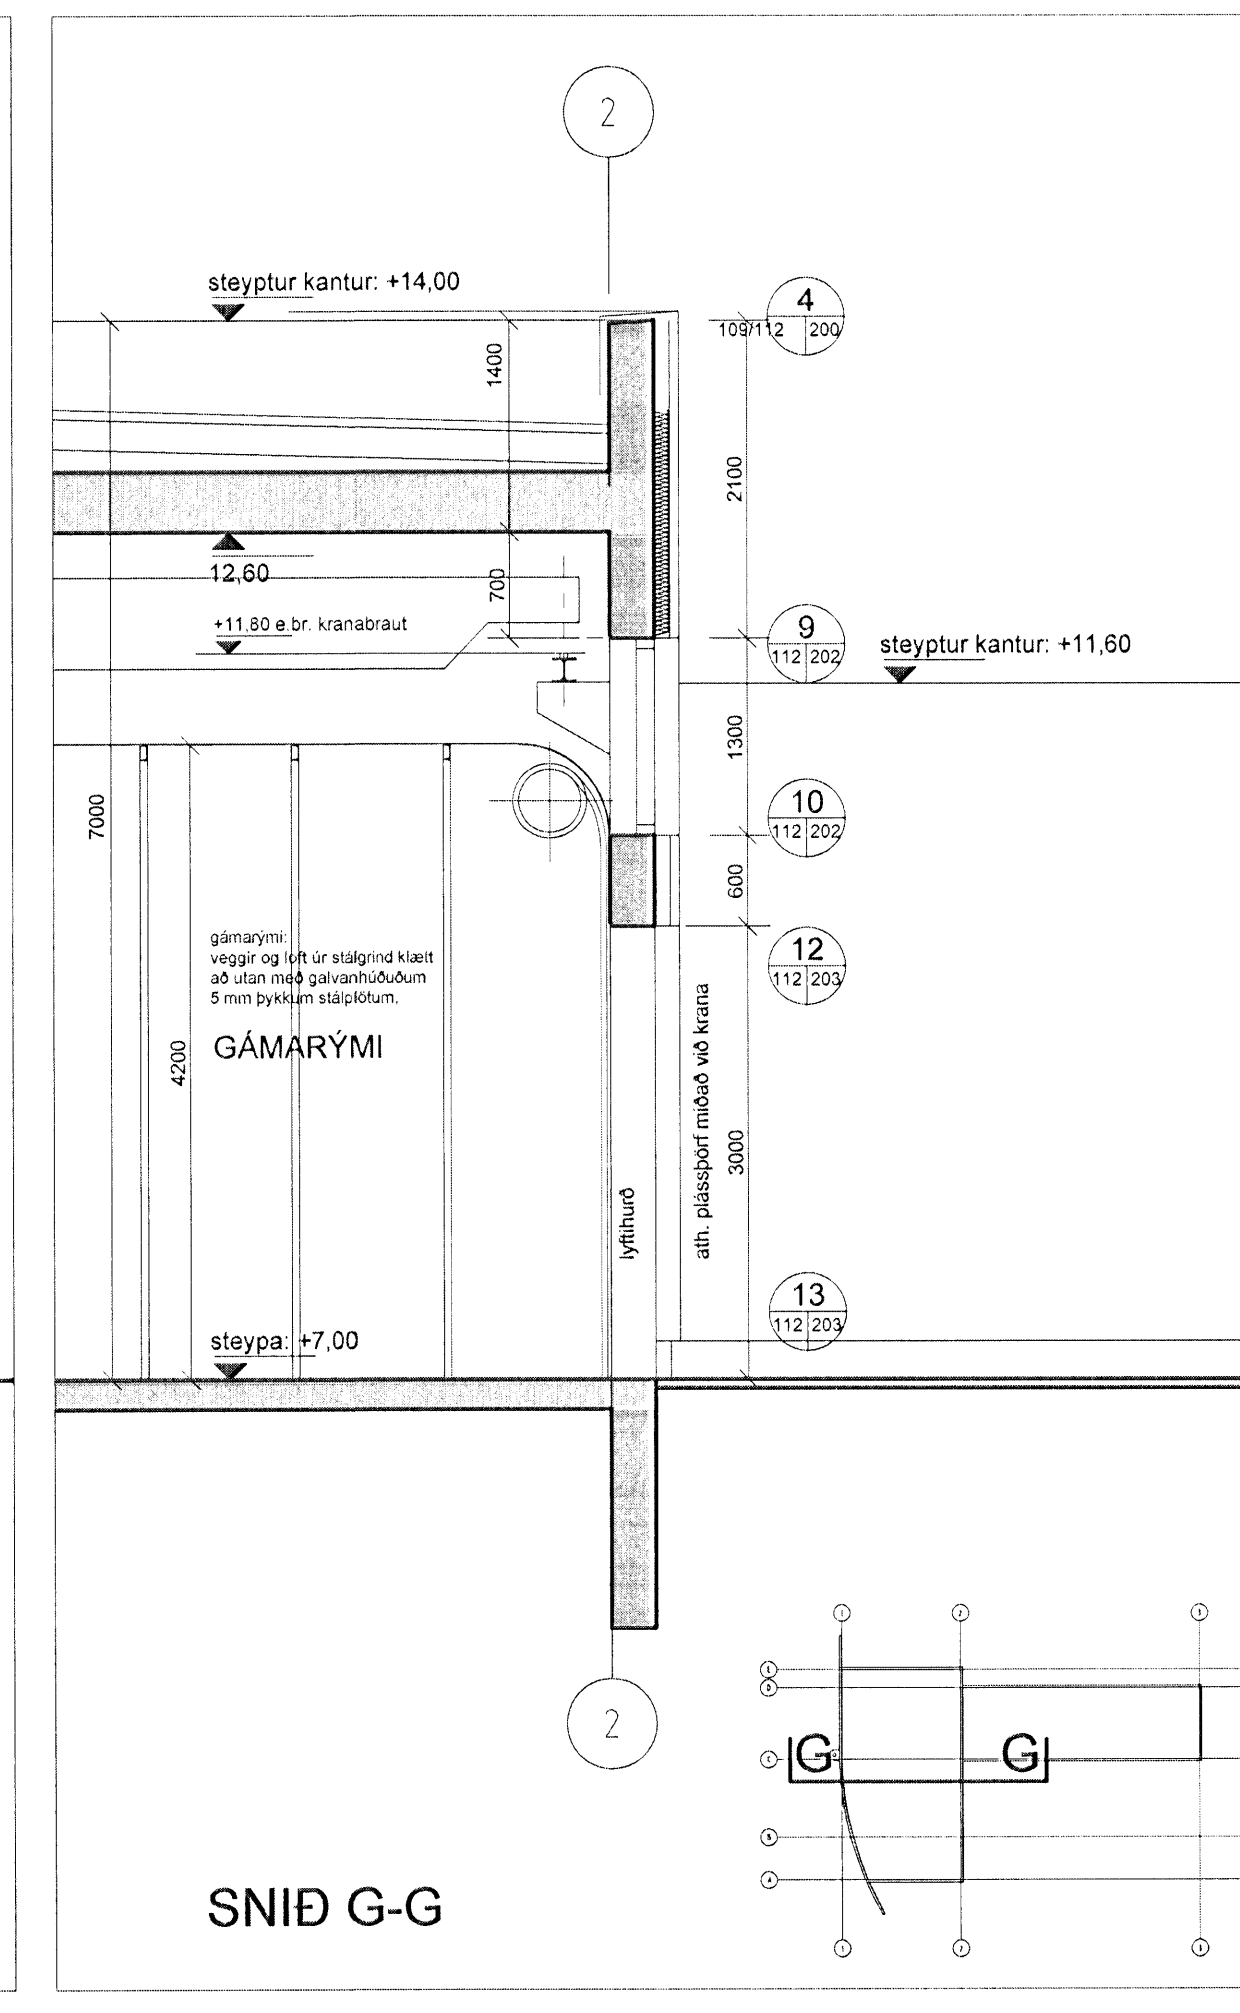 2
steyptur kantur: +14,00
4
109/112 200
1400
2100
12,60
700
+11,80 e.br. kranabraut
9
112 202
steyptur kantur: +11,60
1300
10
112 202
7000
600
gámarými:
veggir og loft úr stálgrind klætt
að utan með galvanhúðuðum
5 mm þykkum stálplötum.
12
112 203
GÁMARÝMI
4200
ath. plássþörf miðað við krana
3000
lyftihurð
13
112 203
steypa: +7,00
2
1 2 3
D
C
G G
B
A
SNIÐ G-G